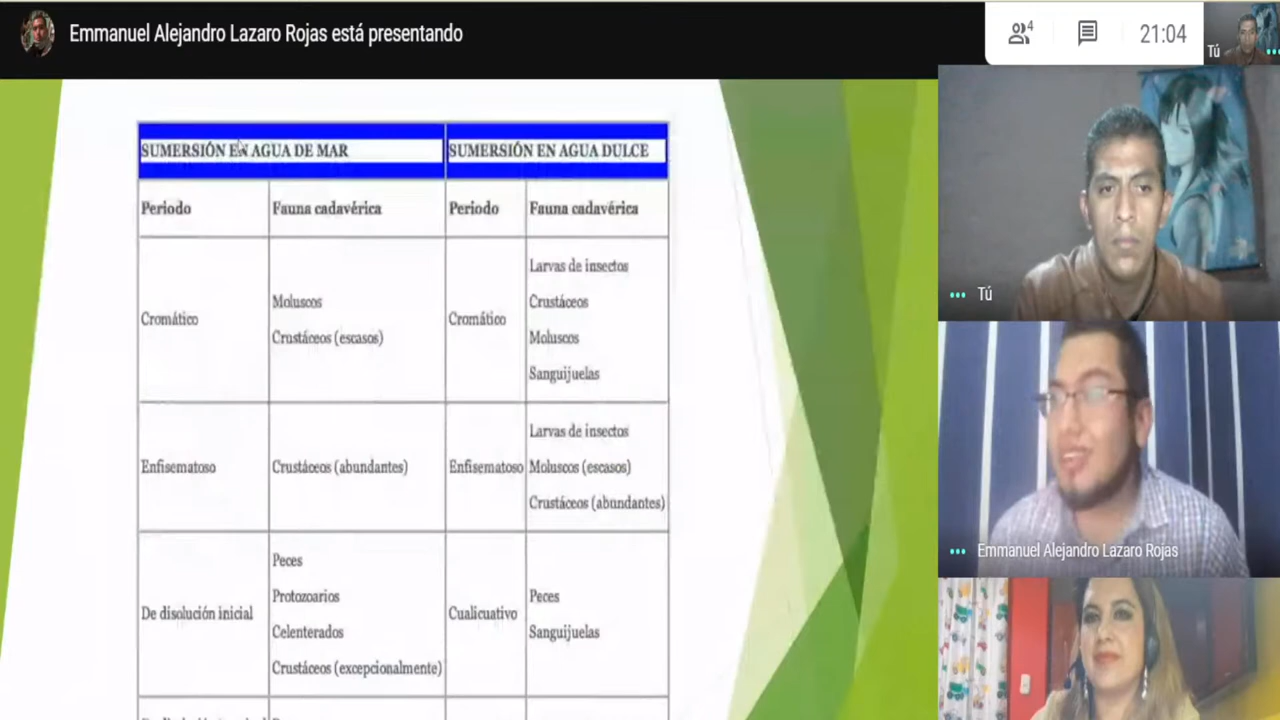 Emmanuel Alejandro Lazaro Rojas está presentando
4
21:04
Tú
SUMERSIÓN EN AGUA DE MAR
SUMERSIÓN EN AGUA DULCE
Periodo
Fauna cadavérica
Periodo
Fauna cadavérica
Cromático
Moluscos
Crustáceos (escasos)
Cromático
Larvas de insectos
Crustáceos
Moluscos
Sanguijuelas
Enfisematoso
Crustáceos (abundantes)
Enfisematoso
Larvas de insectos
Moluscos (escasos)
Crustáceos (abundantes)
De disolución inicial
Peces
Protozoarios
Celenterados
Crustáceos (excepcionalmente)
Cualicuativo
Peces
Sanguijuelas
Tú
Emmanuel Alejandro Lazaro Rojas